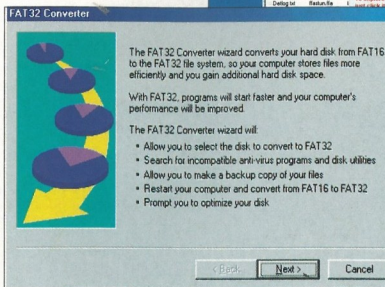 Detlog.txt
FAT32 Converter
The FAT32 Converter wizard converts your hard disk from FAT16
to the FAT32 file system, so your computer stores files more
efficiently and you gain additional hard disk space.
With FAT32, programs will start faster and your computer's
performance will be improved.
The FAT32 Converter wizard will:
• Allow you to select the disk to convert to FAT32
• Search for incompatible anti-virus programs and disk utilities
• Allow you to make a backup copy of your files
• Restart your computer and convert from FAT16 to FAT32
• Prompt you to optimize your disk
< Back
Next >
Cancel